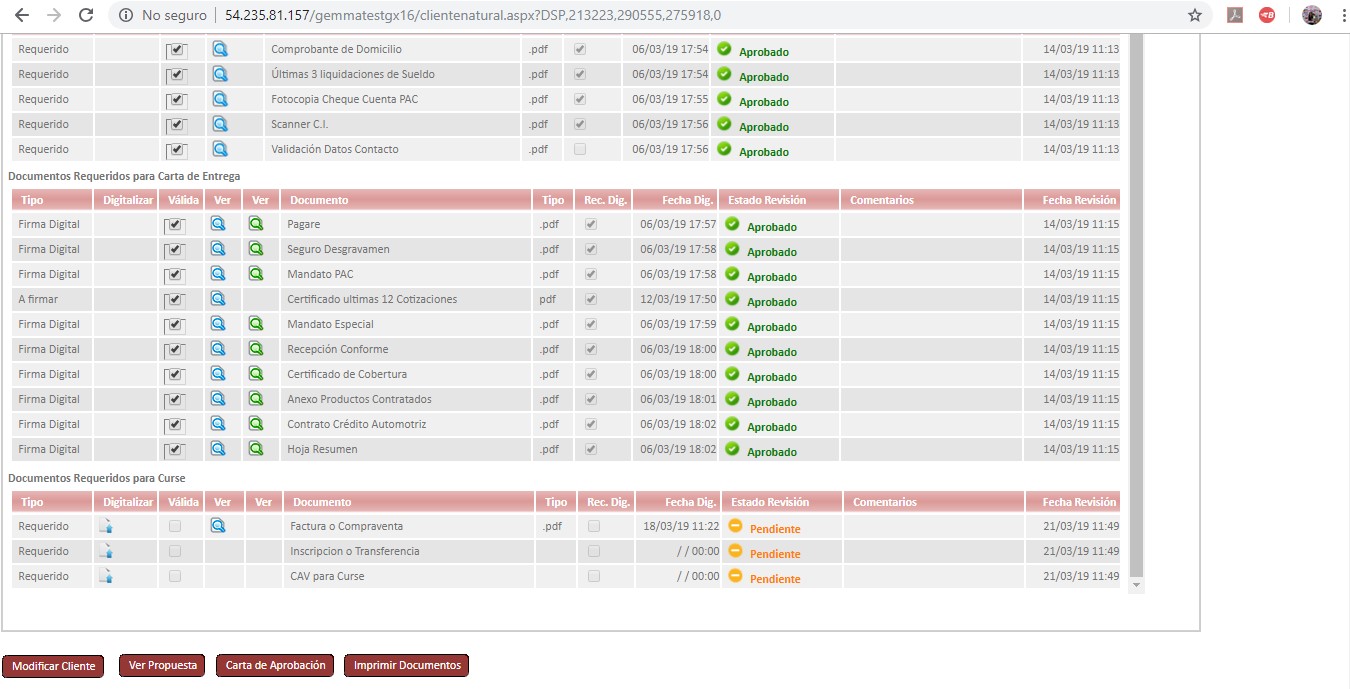 No seguro | 54.235.81.157/gemmatestgx16/clientenatural.aspx?DSP,213223,290555,275918,0
Requerido Comprobante de Domicilio .pdf 06/03/19 17:54 Aprobado 14/03/19 11:13
Requerido Últimas 3 liquidaciones de Sueldo .pdf 06/03/19 17:54 Aprobado 14/03/19 11:13
Requerido Fotocopia Cheque Cuenta PAC .pdf 06/03/19 17:55 Aprobado 14/03/19 11:13
Requerido Scanner C.I. .pdf 06/03/19 17:56 Aprobado 14/03/19 11:13
Requerido Validación Datos Contacto .pdf 06/03/19 17:56 Aprobado 14/03/19 11:13
Documentos Requeridos para Carta de Entrega
Tipo Digitalizar Válida Ver Ver Documento Tipo Rec. Dig. Fecha Dig. Estado Revisión Comentarios Fecha Revisión
Firma Digital Pagare .pdf 06/03/19 17:57 Aprobado 14/03/19 11:15
Firma Digital Seguro Desgravamen .pdf 06/03/19 17:58 Aprobado 14/03/19 11:15
Firma Digital Mandato PAC .pdf 06/03/19 17:58 Aprobado 14/03/19 11:15
A firmar Certificado ultimas 12 Cotizaciones pdf 12/03/19 17:50 Aprobado 14/03/19 11:15
Firma Digital Mandato Especial .pdf 06/03/19 17:59 Aprobado 14/03/19 11:15
Firma Digital Recepción Conforme .pdf 06/03/19 18:00 Aprobado 14/03/19 11:15
Firma Digital Certificado de Cobertura .pdf 06/03/19 18:00 Aprobado 14/03/19 11:15
Firma Digital Anexo Productos Contratados .pdf 06/03/19 18:01 Aprobado 14/03/19 11:15
Firma Digital Contrato Crédito Automotriz .pdf 06/03/19 18:02 Aprobado 14/03/19 11:15
Firma Digital Hoja Resumen .pdf 06/03/19 18:02 Aprobado 14/03/19 11:15
Documentos Requeridos para Curse
Tipo Digitalizar Válida Ver Ver Documento Tipo Rec. Dig. Fecha Dig. Estado Revisión Comentarios Fecha Revisión
Requerido Factura o Compraventa .pdf 18/03/19 11:22 Pendiente 21/03/19 11:49
Requerido Inscripcion o Transferencia / / 00:00 Pendiente 21/03/19 11:49
Requerido CAV para Curse / / 00:00 Pendiente 21/03/19 11:49
Modificar Cliente Ver Propuesta Carta de Aprobación Imprimir Documentos